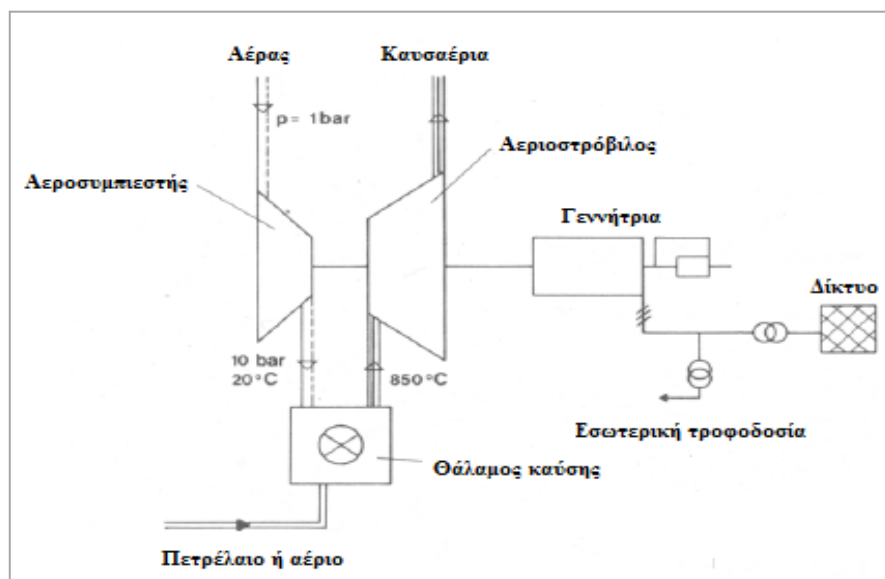 Αέρας
Καυσαέρια
p= 1bar
Αεριοστρόβιλος
Αεροσυμπιεστής
Γεννήτρια
Δίκτυο
10 bar
20°C
850°C
Εσωτερική τροφοδοσία
Θάλαμος καύσης
Πετρέλαιο ή αέριο